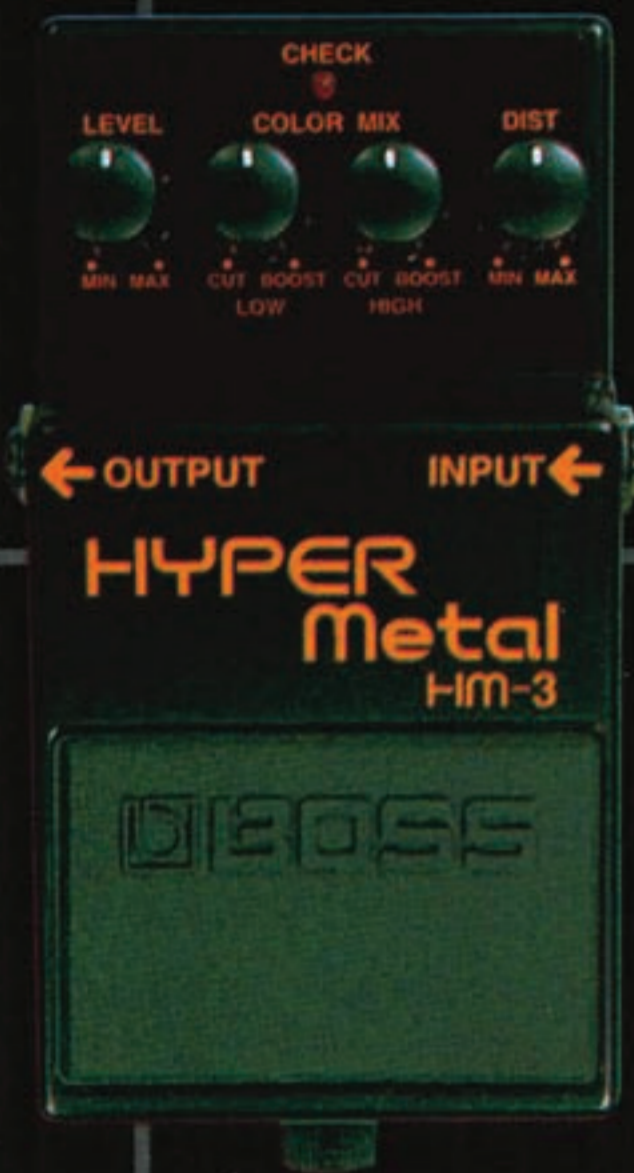 CHECK
LEVEL COLOR MIX DIST
MIN MAX CUT BOOST CUT BOOST MIN MAX
LOW HIGH
←OUTPUT INPUT←
HYPER
Metal
HM-3
BOSS